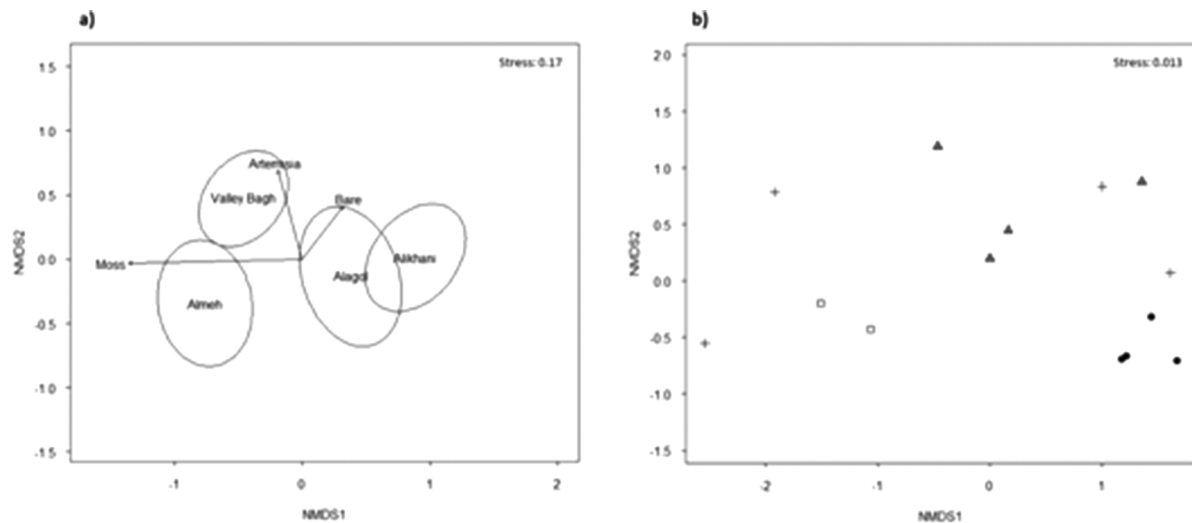 a)
Stress: 0.17
1.5
1.0
0.5
0.0
-0.5
-1.0
-1.5
NMDS2
Artemisia
Valley Bagh
Bare
Moss
Alikhani
Alagol
Almeh
-1
0
1
2
NMDS1
b)
Stress: 0.013
2.0
1.5
1.0
0.5
0.0
-0.5
-1.0
-1.5
NMDS2
-2
-1
0
1
NMDS1